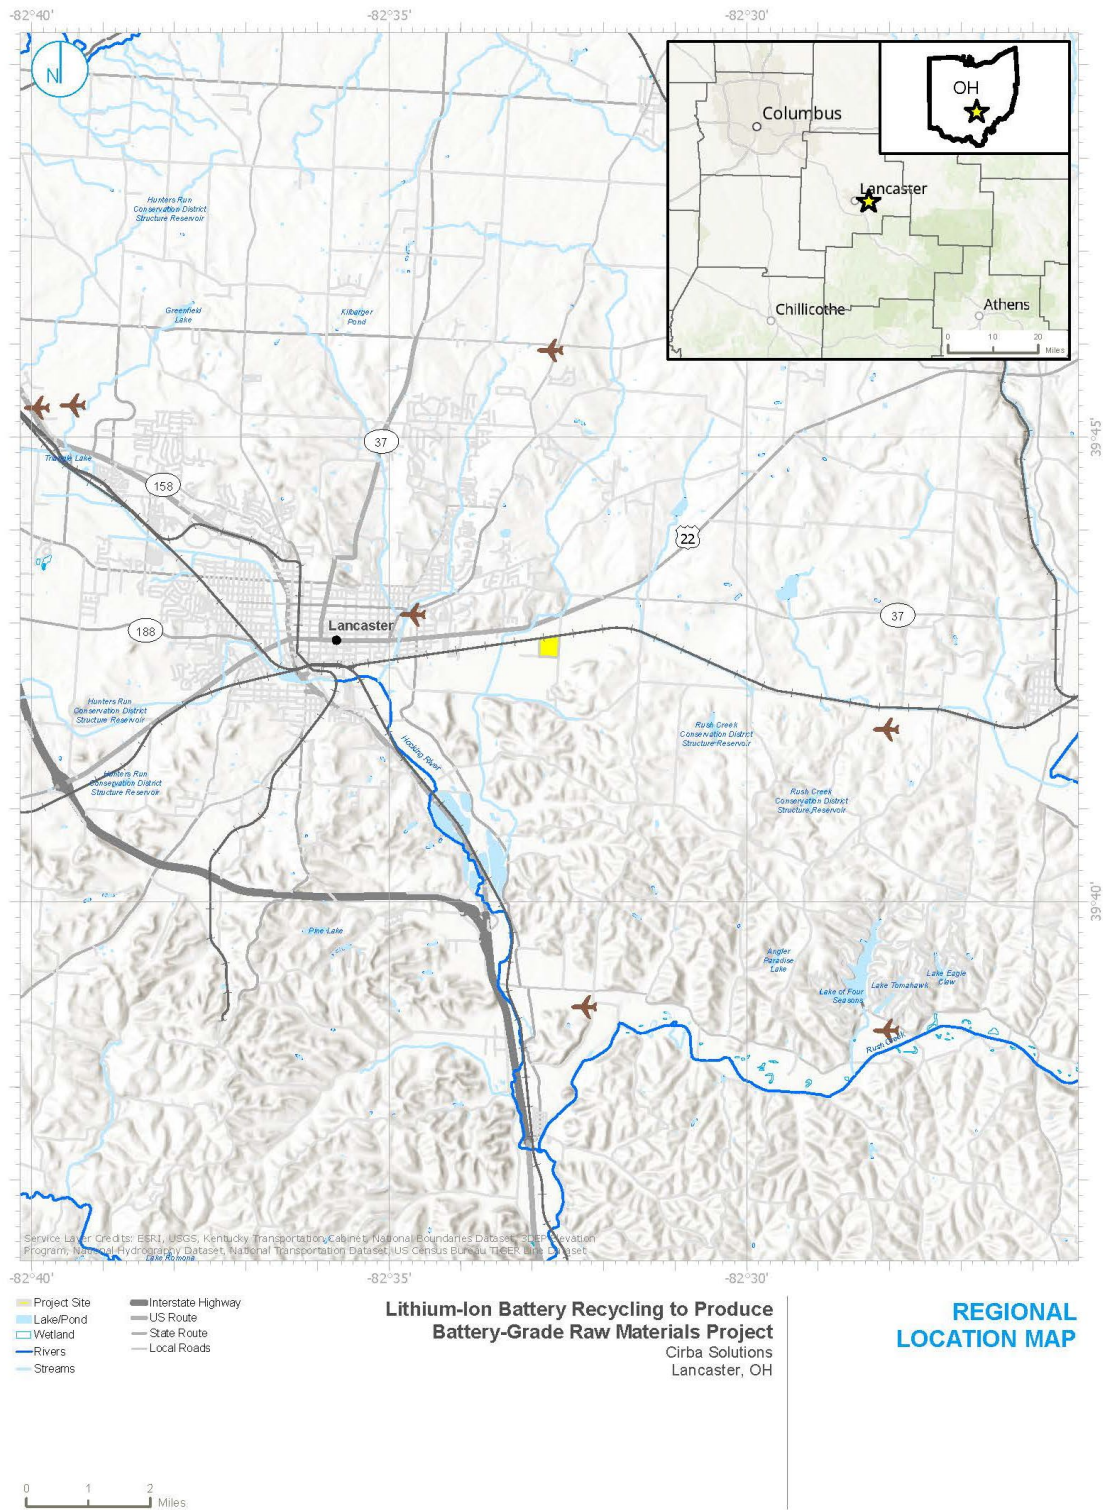 -82°40'
-82°35'
-82°30'
N
OH
Columbus
Lancaster
Chillicothe
Athens
0 10 20
Miles
Hunters Run
Conservation District
Structure Reservoir
Greenfield
Lake
Kilbarger
Pond
37
39°45'
Triangle Lake
158
22
37
Lancaster
188
Hunters Run
Conservation District
Structure Reservoir
Rush Creek
Conservation District
Structure Reservoir
Hocking River
Hunters Run
Conservation District
Structure Reservoir
Rush Creek
Conservation District
Structure Reservoir
39°40'
Pine Lake
Angler
Paradise
Lake
Lake Eagle
Claw
Lake Tomahawk
Lake of Four
Seasons
Rush Creek
Service Layer Credits: ESRI, USGS, Kentucky Transportation Cabinet, National Boundaries Dataset, 3DEP Elevation
Program, National Hydrography Dataset, National Transportation Dataset, US Census Bureau TIGER Line Dataset
Lake Romona
-82°40'
-82°35'
-82°30'
Project Site
Lake/Pond
Wetland
Rivers
Streams
Interstate Highway
US Route
State Route
Local Roads
Lithium-Ion Battery Recycling to Produce
Battery-Grade Raw Materials Project
Cirba Solutions
Lancaster, OH
REGIONAL
LOCATION MAP
0 1 2
Miles